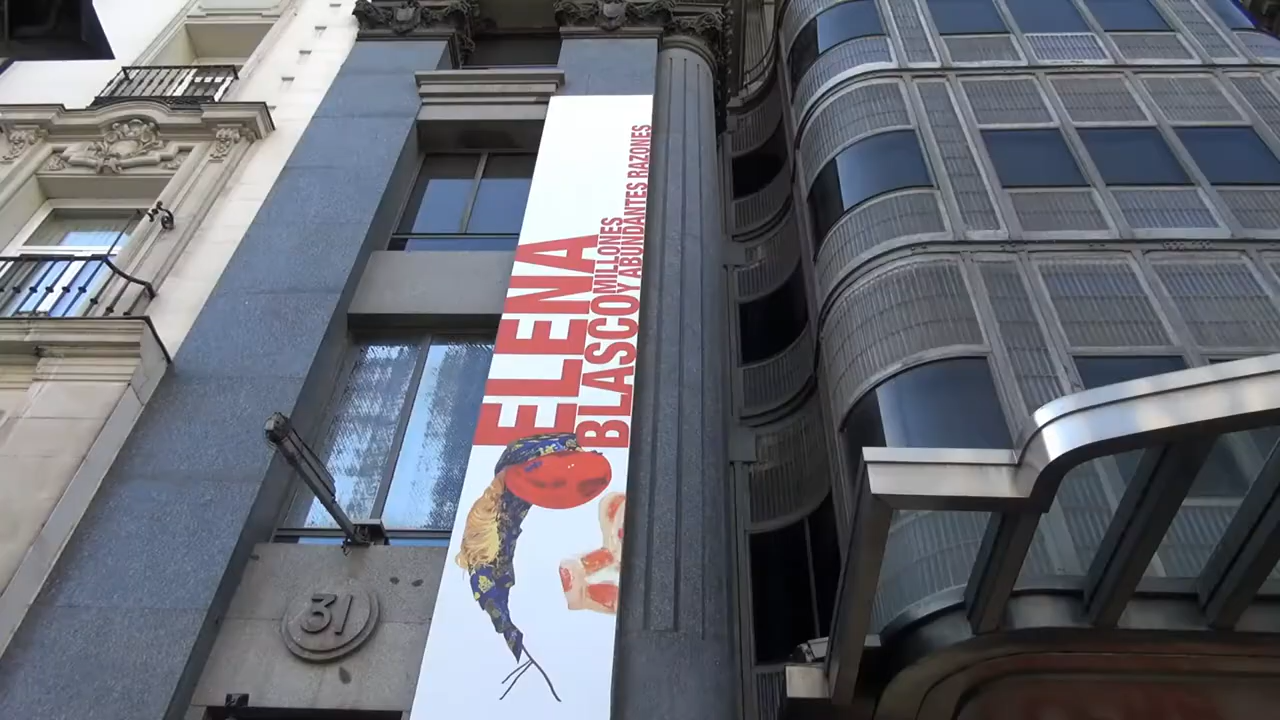 ELENA
BLASCO
MILLONES
Y ABUNDANTES RAZONES
31